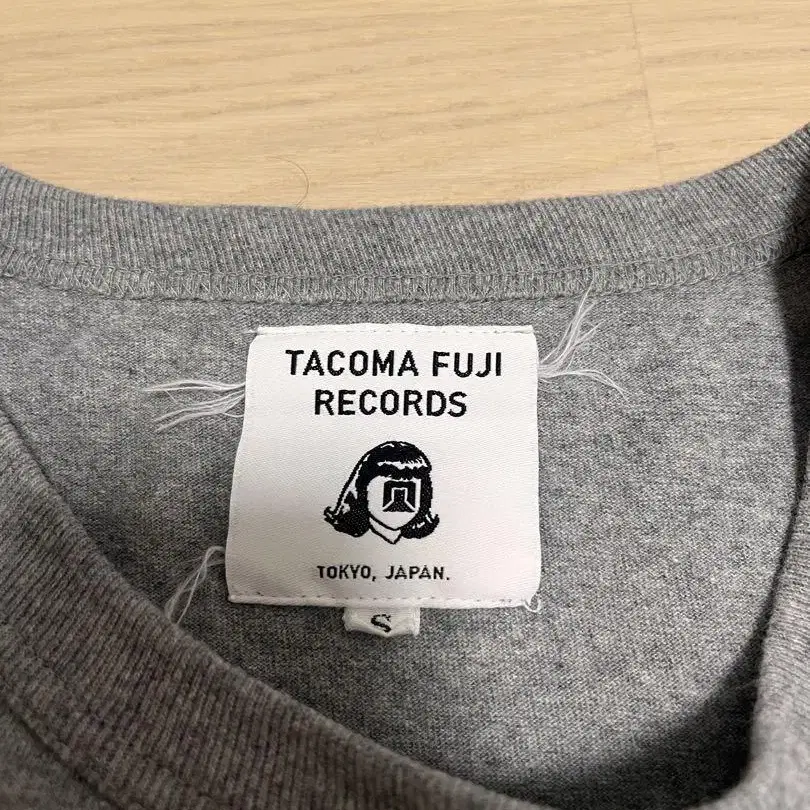 TACOMA FUJI
RECORDS
TOKYO, JAPAN.
S